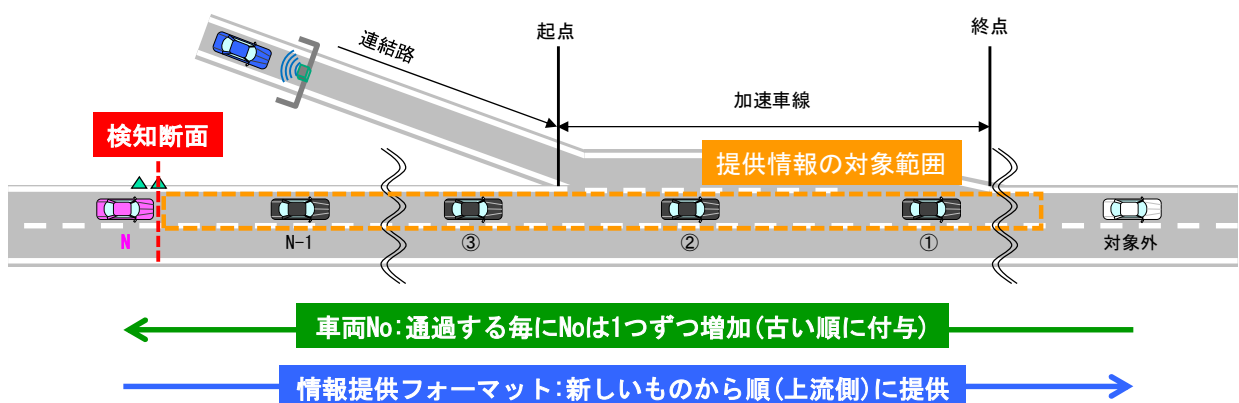 連結路
起点
終点
加速車線
検知断面
提供情報の対象範囲
N
N-1
③
②
①
対象外
車両No:通過する毎にNoは1つずつ増加(古い順に付与)
情報提供フォーマット:新しいものから順(上流側)に提供